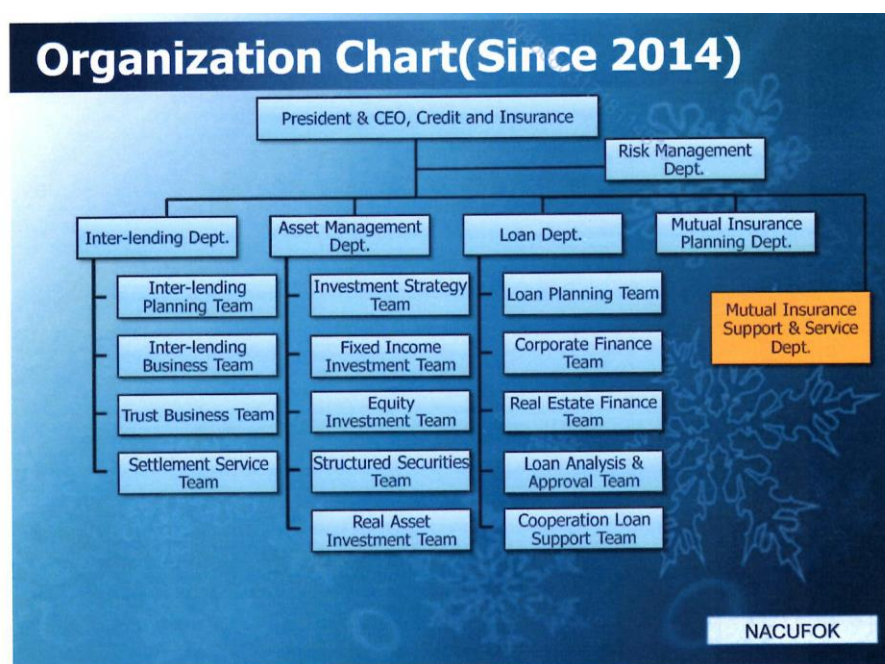 Organization Chart(Since 2014)
President & CEO, Credit and Insurance
Risk Management
Dept.
Inter-lending Dept.
Asset Management
Dept.
Loan Dept.
Mutual Insurance
Planning Dept.
Mutual Insurance
Support & Service
Dept.
Inter-lending
Planning Team
Inter-lending
Business Team
Trust Business Team
Settlement Service
Team
Investment Strategy
Team
Fixed Income
Investment Team
Equity
Investment Team
Structured Securities
Team
Real Asset
Investment Team
Loan Planning Team
Corporate Finance
Team
Real Estate Finance
Team
Loan Analysis &
Approval Team
Cooperation Loan
Support Team
NACUFOK